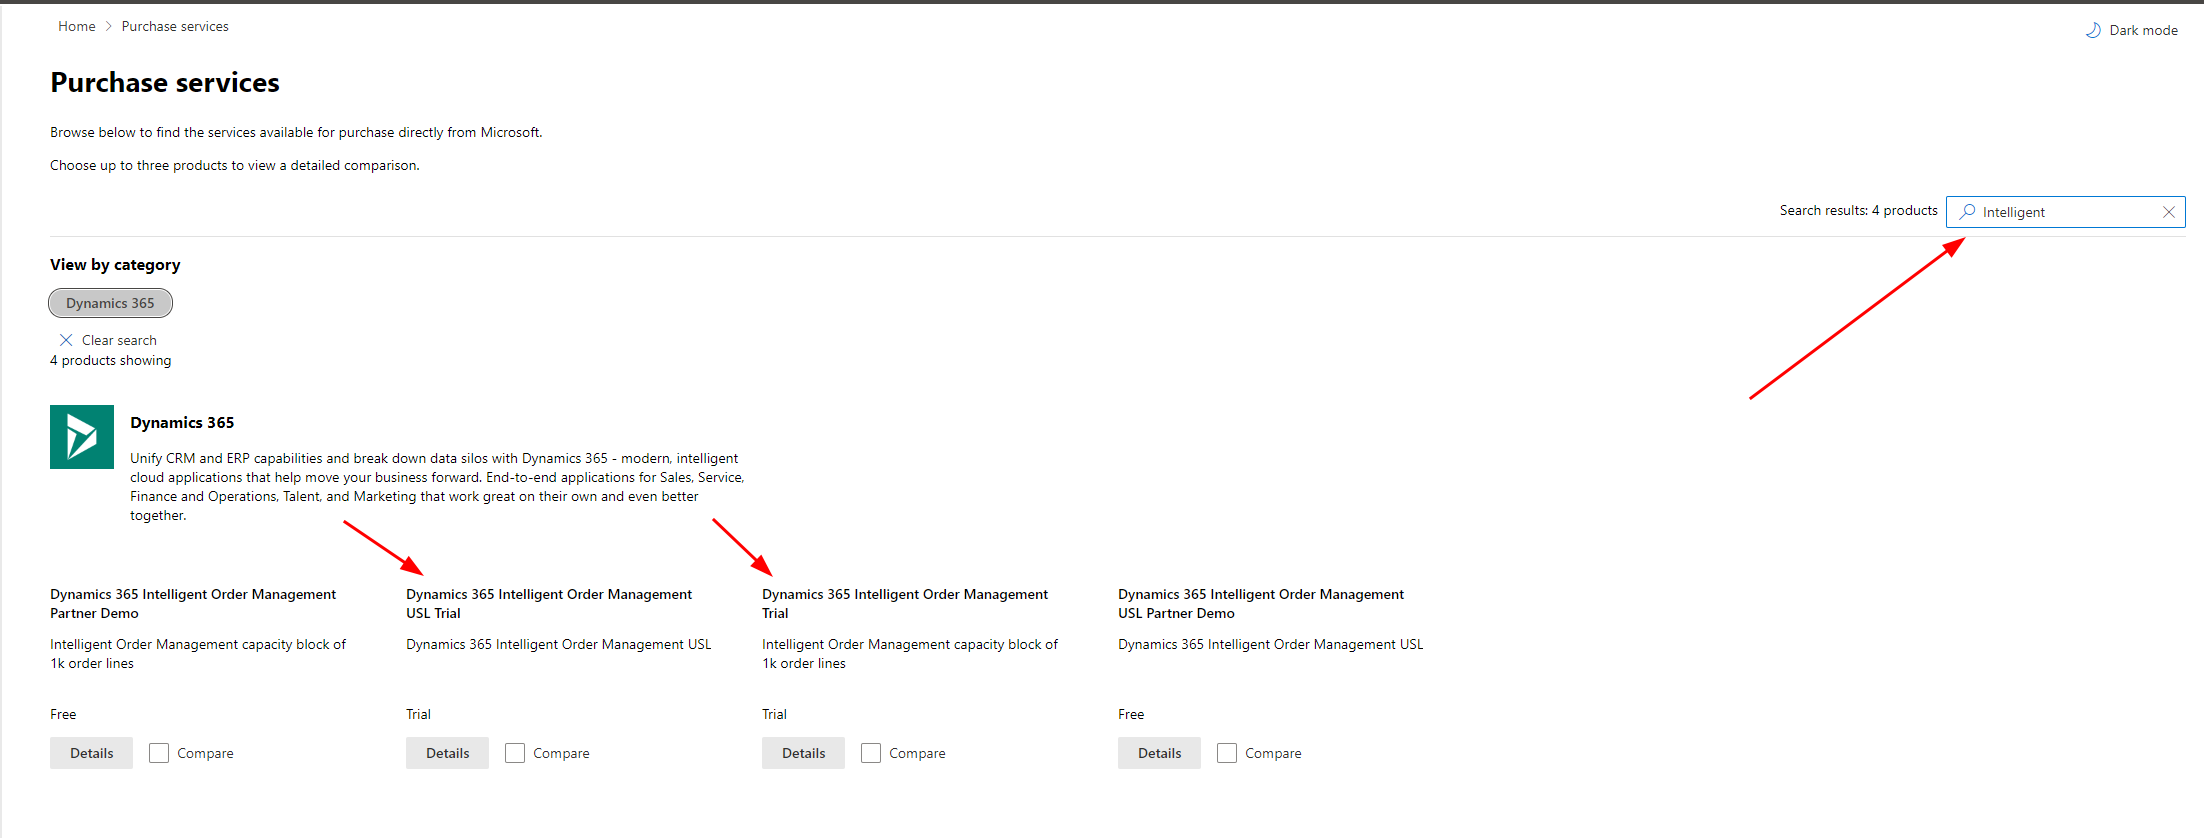 Home > Purchase services
Dark mode
Purchase services
Browse below to find the services available for purchase directly from Microsoft.
Choose up to three products to view a detailed comparison.
Search results: 4 products
Intelligent
View by category
Dynamics 365
Clear search
4 products showing
Dynamics 365
Unify CRM and ERP capabilities and break down data silos with Dynamics 365 - modern, intelligent
cloud applications that help move your business forward. End-to-end applications for Sales, Service,
Finance and Operations, Talent, and Marketing that work great on their own and even better
together.
Dynamics 365 Intelligent Order Management
Partner Demo
Intelligent Order Management capacity block of
1k order lines
Free
Details
Compare
Dynamics 365 Intelligent Order Management
USL Trial
Dynamics 365 Intelligent Order Management USL
Trial
Details
Compare
Dynamics 365 Intelligent Order Management
Trial
Intelligent Order Management capacity block of
1k order lines
Trial
Details
Compare
Dynamics 365 Intelligent Order Management
USL Partner Demo
Dynamics 365 Intelligent Order Management USL
Free
Details
Compare